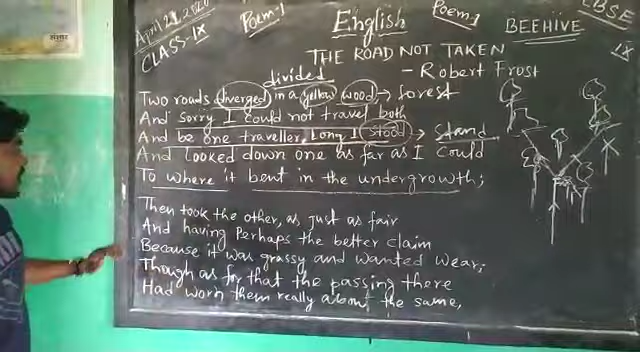 April 21, 2020
Poem-1
English
Poem-1
CBSE
CLASS-IX
BEEHIVE
IX
THE ROAD NOT TAKEN
- Robert Frost
divided
Two roads diverged in a yellow wood → forest
And sorry I could not travel both
And be one traveller, Long I stood → stand
And looked down one as far as I could
To where it bent in the undergrowth;
Then took the other, as just as fair
And having Perhaps the better claim
Because it was grassy and wanted wear;
Though as for that the passing there
Had worn them really about the same,